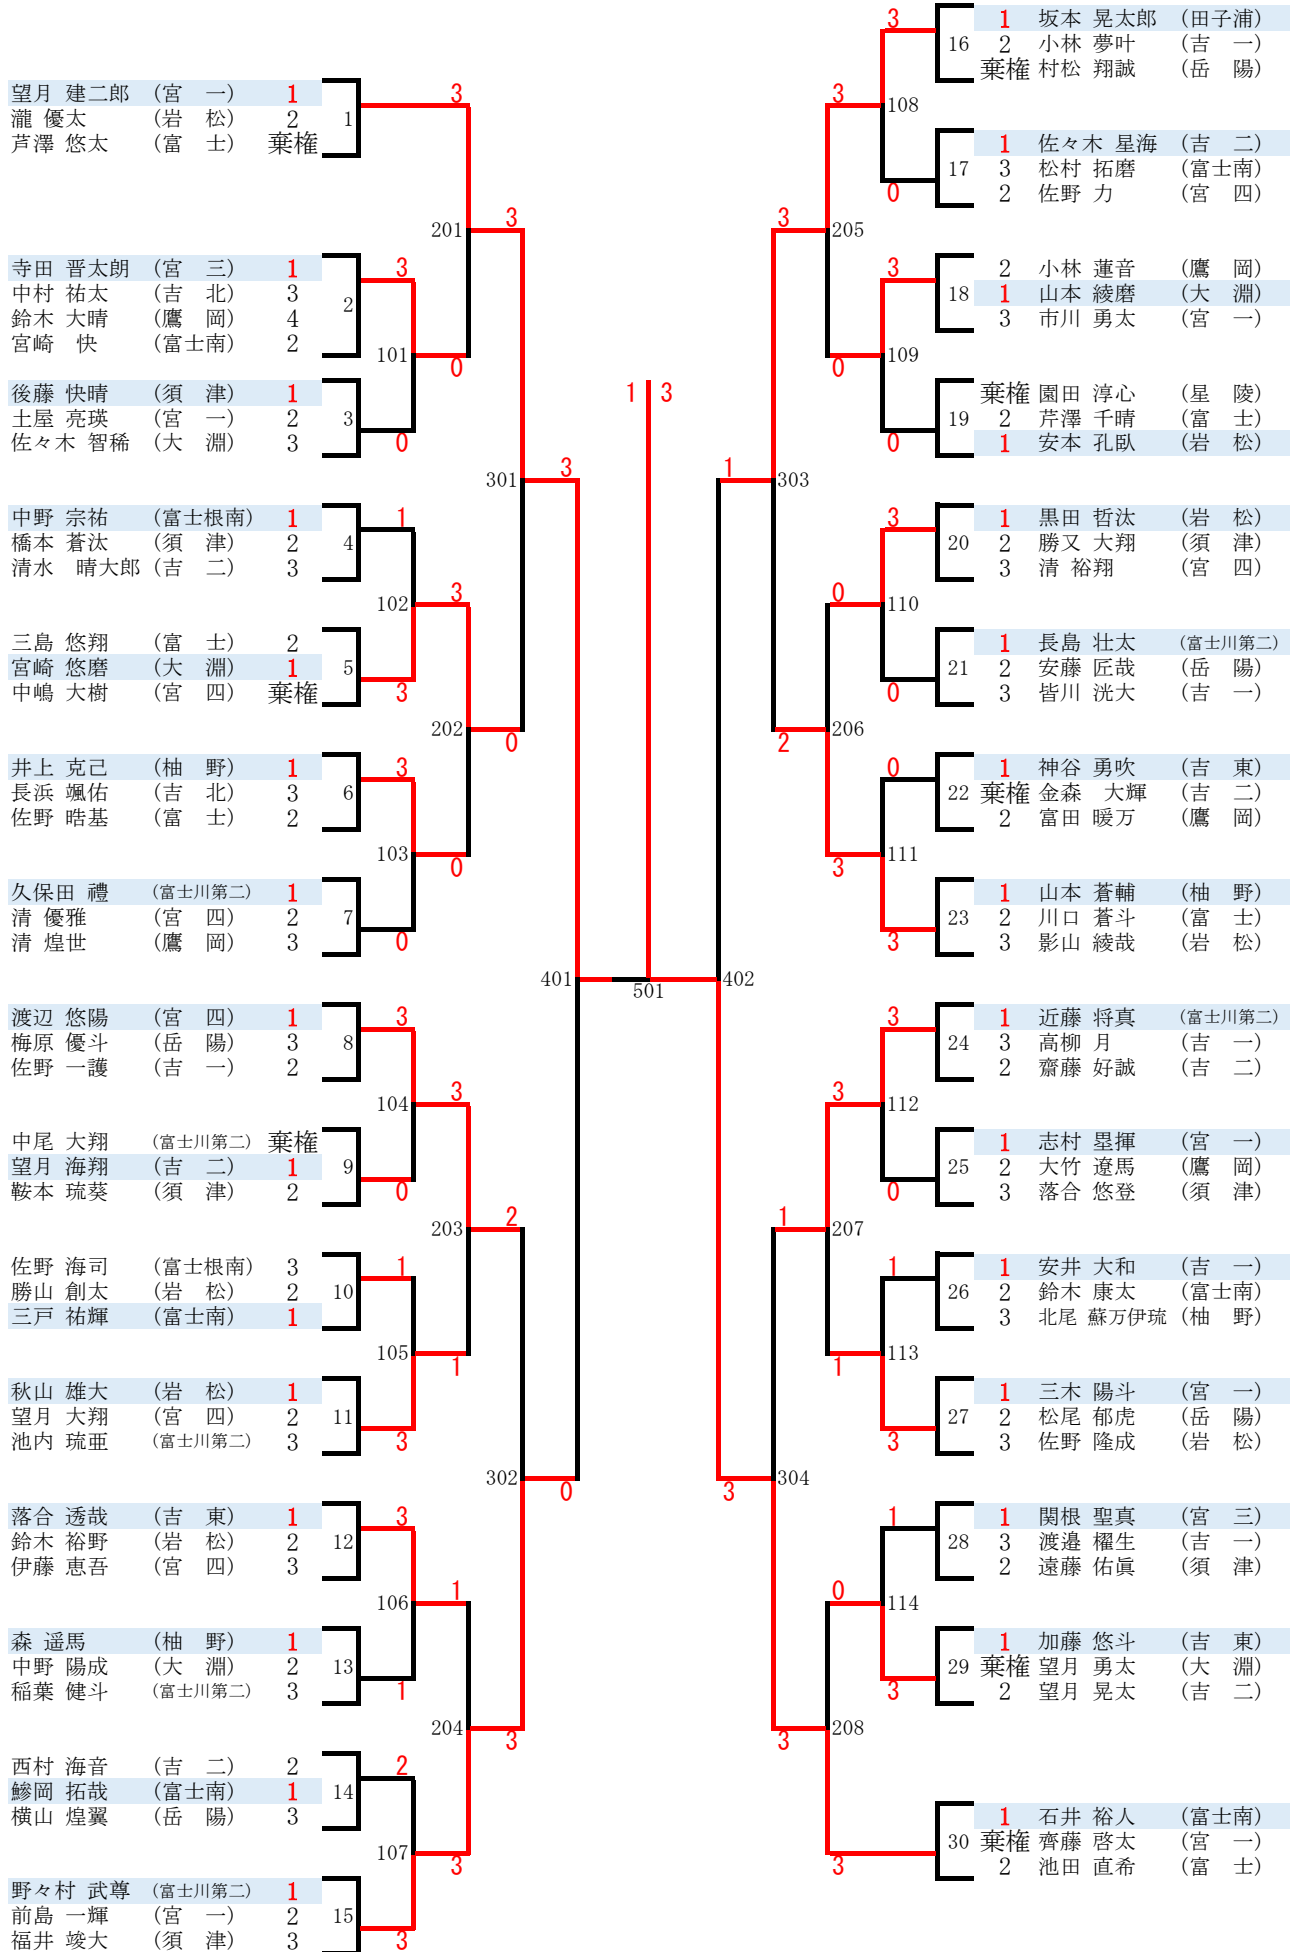 望月 建二郎 (宮 一) 1
瀧 優太 (岩 松) 2
芦澤 悠太 (富 士) 棄権
1
3
201
3
寺田 晋太朗 (宮 三) 1
中村 祐太 (吉 北) 3
鈴木 大晴 (鷹 岡) 4
宮崎 快 (富士南) 2
2
3
101
0
後藤 快晴 (須 津) 1
土屋 亮瑛 (宮 一) 2
佐々木 智稀 (大 淵) 3
3
0
301
3
中野 宗祐 (富士根南) 1
橋本 蒼汰 (須 津) 2
清水 晴大郎 (吉 二) 3
4
1
102
3
三島 悠翔 (富 士) 2
宮崎 悠磨 (大 淵) 1
中嶋 大樹 (宮 四) 棄権
5
3
202
0
井上 克己 (柚 野) 1
長浜 颯佑 (吉 北) 3
佐野 晧基 (富 士) 2
6
3
103
0
久保田 禮 (富士川第二) 1
清 優雅 (宮 四) 2
清 煌世 (鷹 岡) 3
7
0
401
渡辺 悠陽 (宮 四) 1
梅原 優斗 (岳 陽) 3
佐野 一護 (吉 一) 2
8
3
104
3
中尾 大翔 (富士川第二) 棄権
望月 海翔 (吉 二) 1
鞍本 琉葵 (須 津) 2
9
0
203
2
佐野 海司 (富士根南) 3
勝山 創太 (岩 松) 2
三戸 祐輝 (富士南) 1
10
1
105
1
秋山 雄大 (岩 松) 1
望月 大翔 (宮 四) 2
池内 琉亜 (富士川第二) 3
11
3
302
0
落合 透哉 (吉 東) 1
鈴木 裕野 (岩 松) 2
伊藤 恵吾 (宮 四) 3
12
3
106
1
森 遥馬 (柚 野) 1
中野 陽成 (大 淵) 2
稲葉 健斗 (富士川第二) 3
13
1
204
3
西村 海音 (吉 二) 2
鰺岡 拓哉 (富士南) 1
横山 煌翼 (岳 陽) 3
14
2
107
3
野々村 武尊 (富士川第二) 1
前島 一輝 (宮 一) 2
福井 竣大 (須 津) 3
15
3
1 3
501
3
16
1 坂本 晃太郎 (田子浦)
2 小林 夢叶 (吉 一)
棄権 村松 翔誠 (岳 陽)
3
108
17
1 佐々木 星海 (吉 二)
3 松村 拓磨 (富士南)
2 佐野 力 (宮 四)
0
3
205
3
18
2 小林 蓮音 (鷹 岡)
1 山本 綾磨 (大 淵)
3 市川 勇太 (宮 一)
0
109
19
棄権 園田 淳心 (星 陵)
2 芹澤 千晴 (富 士)
1 安本 孔臥 (岩 松)
0
1
303
3
20
1 黒田 哲汰 (岩 松)
2 勝又 大翔 (須 津)
3 清 裕翔 (宮 四)
0
110
21
1 長島 壮太 (富士川第二)
2 安藤 匠哉 (岳 陽)
3 皆川 洸大 (吉 一)
0
2
206
0
22
1 神谷 勇吹 (吉 東)
棄権 金森 大輝 (吉 二)
2 富田 暖万 (鷹 岡)
3
111
23
1 山本 蒼輔 (柚 野)
2 川口 蒼斗 (富 士)
3 影山 綾哉 (岩 松)
3
402
3
24
1 近藤 将真 (富士川第二)
3 高柳 月 (吉 一)
2 齋藤 好誠 (吉 二)
3
112
25
1 志村 塁揮 (宮 一)
2 大竹 遼馬 (鷹 岡)
3 落合 悠登 (須 津)
0
1
207
1
26
1 安井 大和 (吉 一)
2 鈴木 康太 (富士南)
3 北尾 蘇万伊琉 (柚 野)
1
113
27
1 三木 陽斗 (宮 一)
2 松尾 郁虎 (岳 陽)
3 佐野 隆成 (岩 松)
3
3
304
1
28
1 関根 聖真 (宮 三)
3 渡邉 櫂生 (吉 一)
2 遠藤 佑眞 (須 津)
0
114
29
1 加藤 悠斗 (吉 東)
棄権 望月 勇太 (大 淵)
2 望月 晃太 (吉 二)
3
3
208
30
1 石井 裕人 (富士南)
棄権 齊藤 啓太 (宮 一)
2 池田 直希 (富 士)
3